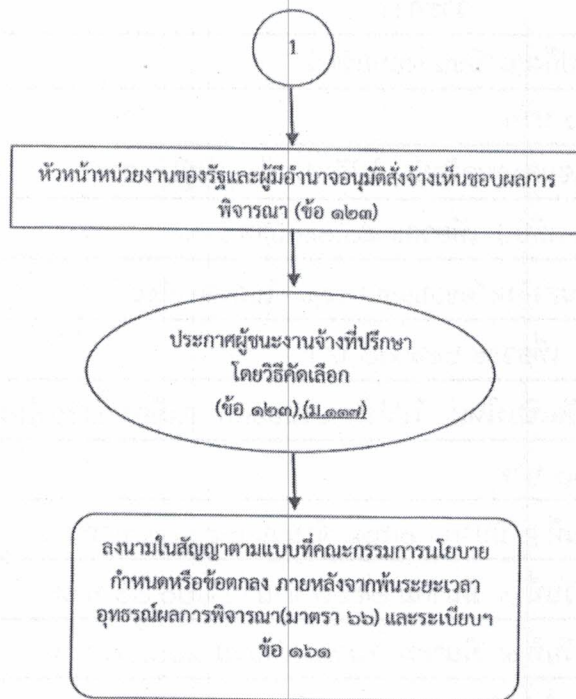 1
หัวหน้าหน่วยงานของรัฐและผู้มีอำนาจอนุมัติสั่งจ้างเห็นชอบผลการ
พิจารณา (ข้อ ๑๒๓)
ประกาศผู้ชนะงานจ้างที่ปรึกษา
โดยวิธีคัดเลือก
(ข้อ ๑๒๓),(ม.๑๑๗)
ลงนามในสัญญาตามแบบที่คณะกรรมการนโยบาย
กำหนดหรือข้อตกลง ภายหลังจากพ้นระยะเวลา
อุทธรณ์ผลการพิจารณา(มาตรา ๖๖) และระเบียบฯ
ข้อ ๑๖๑